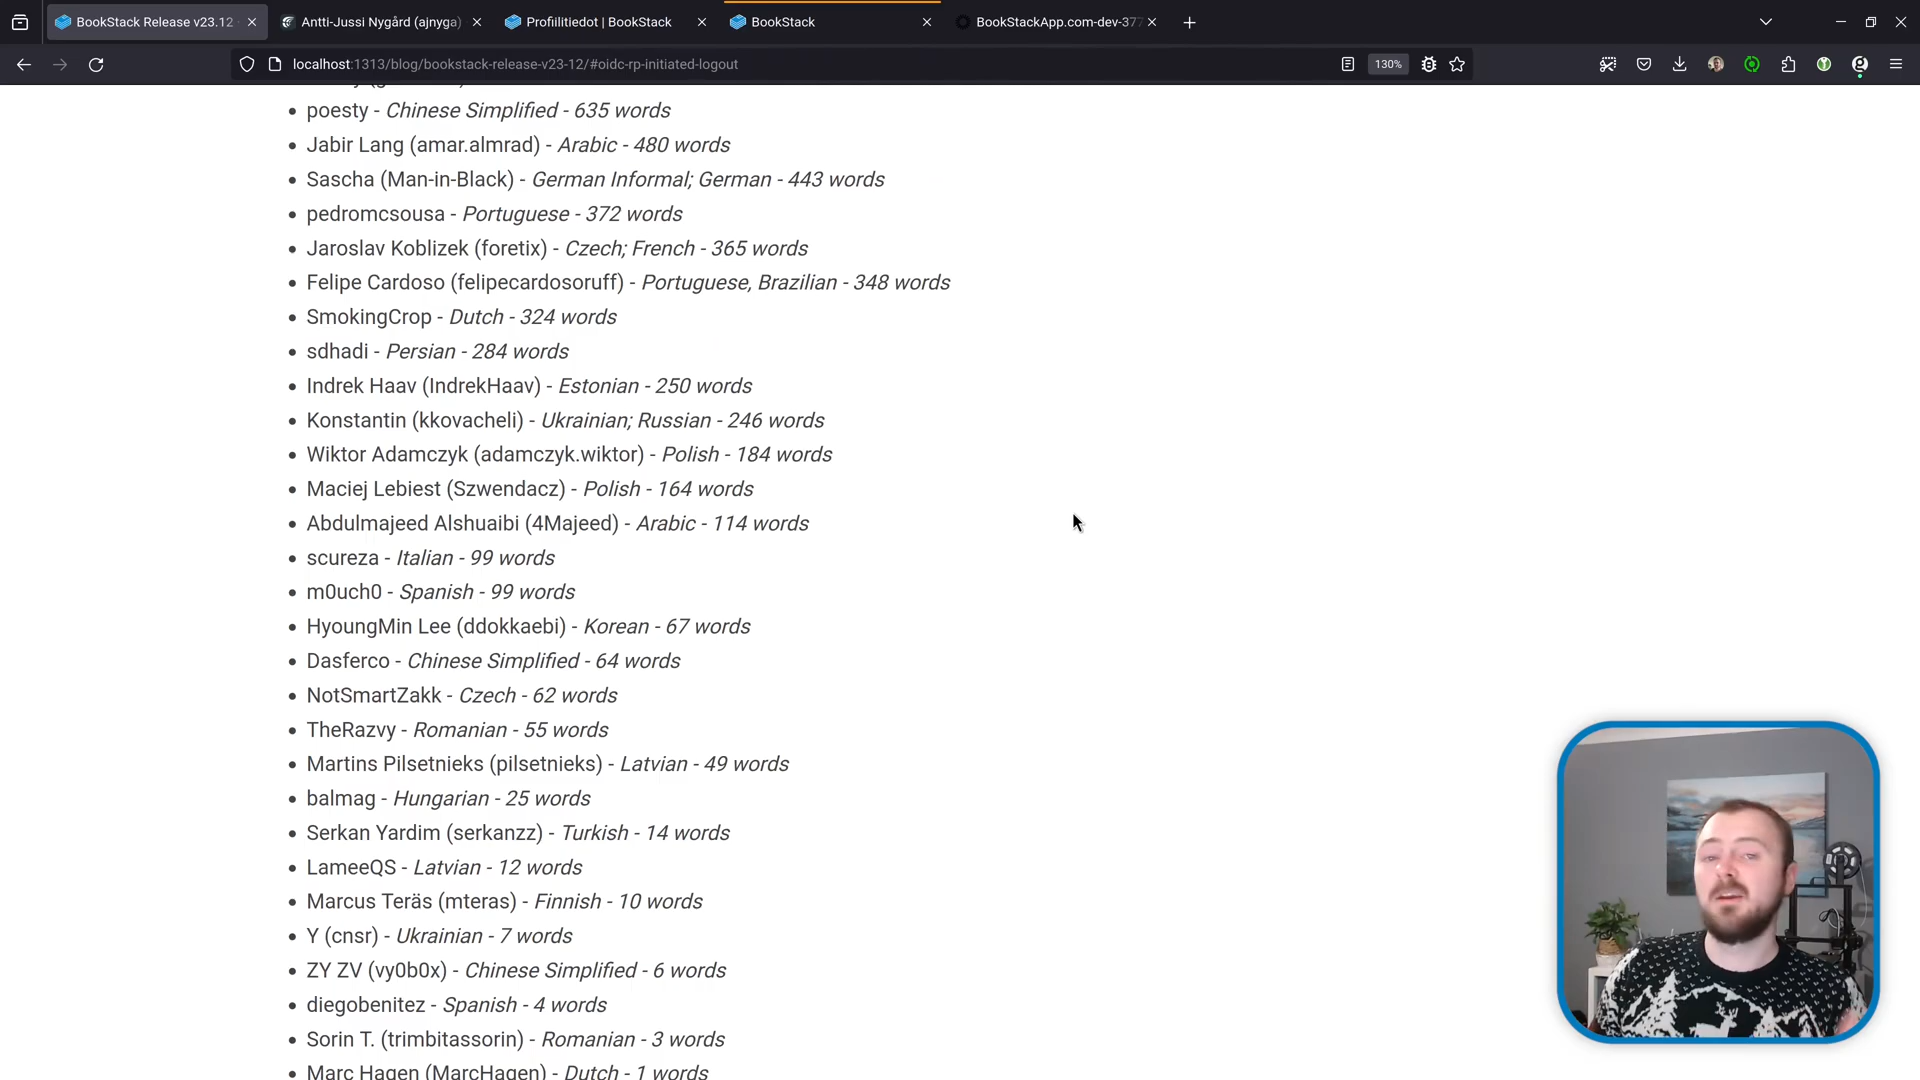 BookStack Release v23.12
Antti-Jussi Nygård (ajnyga)
Profiilitiedot | BookStack
BookStack
BookStackApp.com-dev-377
localhost:1313/blog/bookstack-release-v23-12/#oidc-rp-initiated-logout
130%
poesty - Chinese Simplified - 635 words
Jabir Lang (amar.almrad) - Arabic - 480 words
Sascha (Man-in-Black) - German Informal; German - 443 words
pedromcsousa - Portuguese - 372 words
Jaroslav Koblizek (foretix) - Czech; French - 365 words
Felipe Cardoso (felipecardosoruff) - Portuguese, Brazilian - 348 words
SmokingCrop - Dutch - 324 words
sdhadi - Persian - 284 words
Indrek Haav (IndrekHaav) - Estonian - 250 words
Konstantin (kkovacheli) - Ukrainian; Russian - 246 words
Wiktor Adamczyk (adamczyk.wiktor) - Polish - 184 words
Maciej Lebiest (Szwendacz) - Polish - 164 words
Abdulmajeed Alshuaibi (4Majeed) - Arabic - 114 words
scureza - Italian - 99 words
m0uch0 - Spanish - 99 words
HyoungMin Lee (ddokkaebi) - Korean - 67 words
Dasferco - Chinese Simplified - 64 words
NotSmartZakk - Czech - 62 words
TheRazvy - Romanian - 55 words
Martins Pilsetnieks (pilsetnieks) - Latvian - 49 words
balmag - Hungarian - 25 words
Serkan Yardim (serkanzz) - Turkish - 14 words
LameeQS - Latvian - 12 words
Marcus Teräs (mteras) - Finnish - 10 words
Y (cnsr) - Ukrainian - 7 words
ZY ZV (vy0b0x) - Chinese Simplified - 6 words
diegobenitez - Spanish - 4 words
Sorin T. (trimbitassorin) - Romanian - 3 words
Marc Hagen (MarcHagen) - Dutch - 1 words